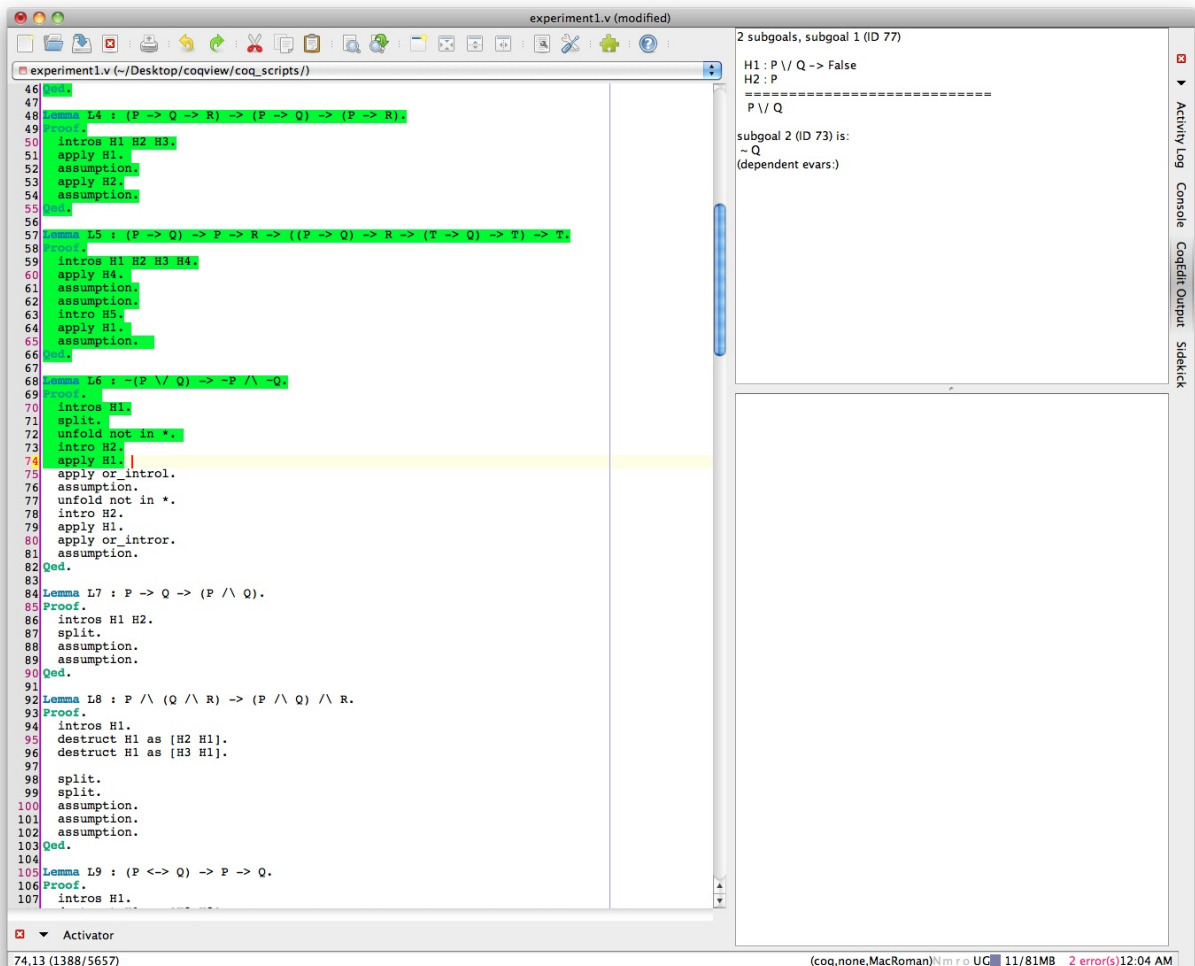 experiment1.v (modified)
experiment1.v (~/Desktop/coqview/coq_scripts/)
46 Qed.
47
48 Lemma L4 : (P -> Q -> R) -> (P -> Q) -> (P -> R).
49 Proof.
50 intros H1 H2 H3.
51 apply H1.
52 assumption.
53 apply H2.
54 assumption.
55 Qed.
56
57 Lemma L5 : (P -> Q) -> P -> R -> ((P -> Q) -> R -> (T -> Q) -> T) -> T.
58 Proof.
59 intros H1 H2 H3 H4.
60 apply H4.
61 assumption.
62 assumption.
63 intro H5.
64 apply H1.
65 assumption.
66 Qed.
67
68 Lemma L6 : ~(P \/ Q) -> ~P /\ ~Q.
69 Proof.
70 intros H1.
71 split.
72 unfold not in *.
73 intro H2.
74 apply H1.
75 apply or_introl.
76 assumption.
77 unfold not in *.
78 intro H2.
79 apply H1.
80 apply or_intror.
81 assumption.
82 Qed.
83
84 Lemma L7 : P -> Q -> (P /\ Q).
85 Proof.
86 intros H1 H2.
87 split.
88 assumption.
89 assumption.
90 Qed.
91
92 Lemma L8 : P /\ (Q /\ R) -> (P /\ Q) /\ R.
93 Proof.
94 intros H1.
95 destruct H1 as [H2 H1].
96 destruct H1 as [H3 H1].
97
98 split.
99 split.
100 assumption.
101 assumption.
102 assumption.
103 Qed.
104
105 Lemma L9 : (P <-> Q) -> P -> Q.
106 Proof.
107 intros H1.
2 subgoals, subgoal 1 (ID 77)
H1 : P \/ Q -> False
H2 : P
============================
P \/ Q
subgoal 2 (ID 73) is:
~ Q
(dependent evars:)
Activity Log
Console
CoqEdit Output
Sidekick
Activator
74,13 (1388/5657)
(coq,none,MacRoman)N m r o UG 11/81MB 2 error(s)12:04 AM